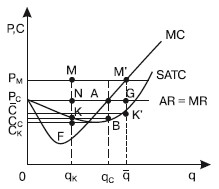 P,C
MC
SATC
P_M
M
M'
P_C
N
A
G
AR = MR
C̅
K
K'
C_C
B
C_K
F
0
q_K
q_C
q̅
q